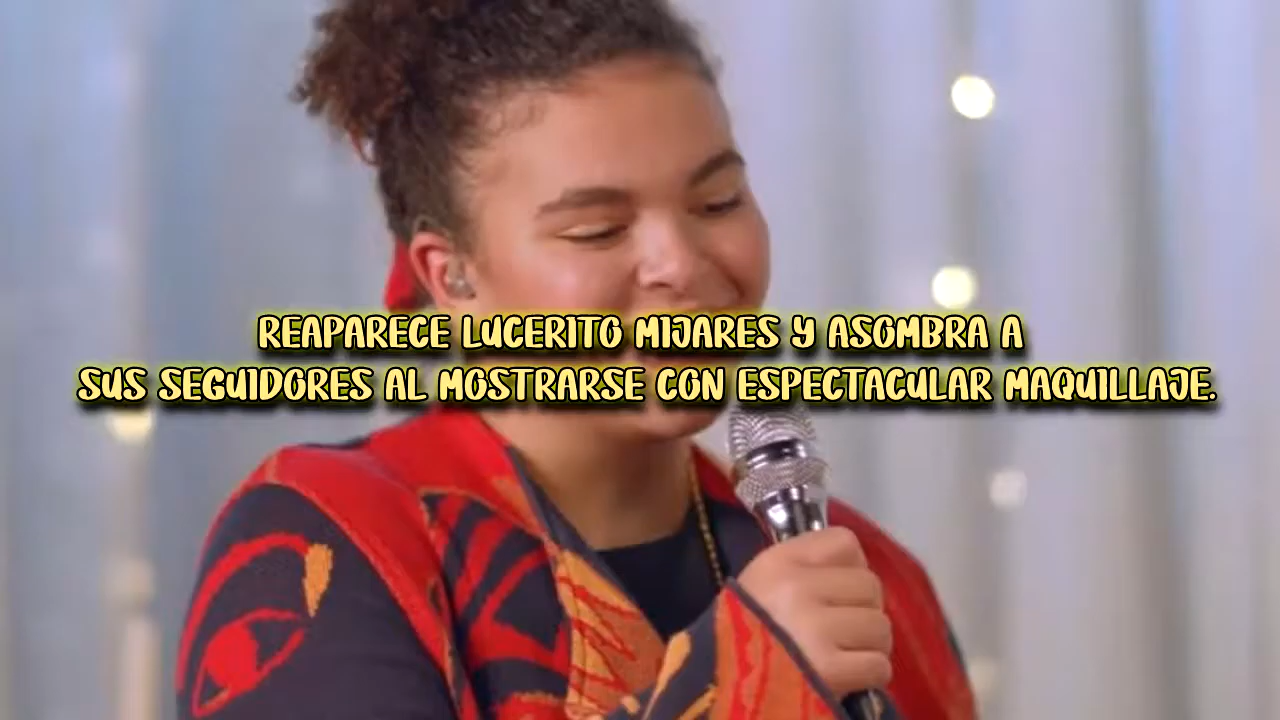 REAPARECE LUCERITO MIJARES Y ASOMBRA A
SUS SEGUIDORES AL MOSTRARSE CON ESPECTACULAR MAQUILLAJE.